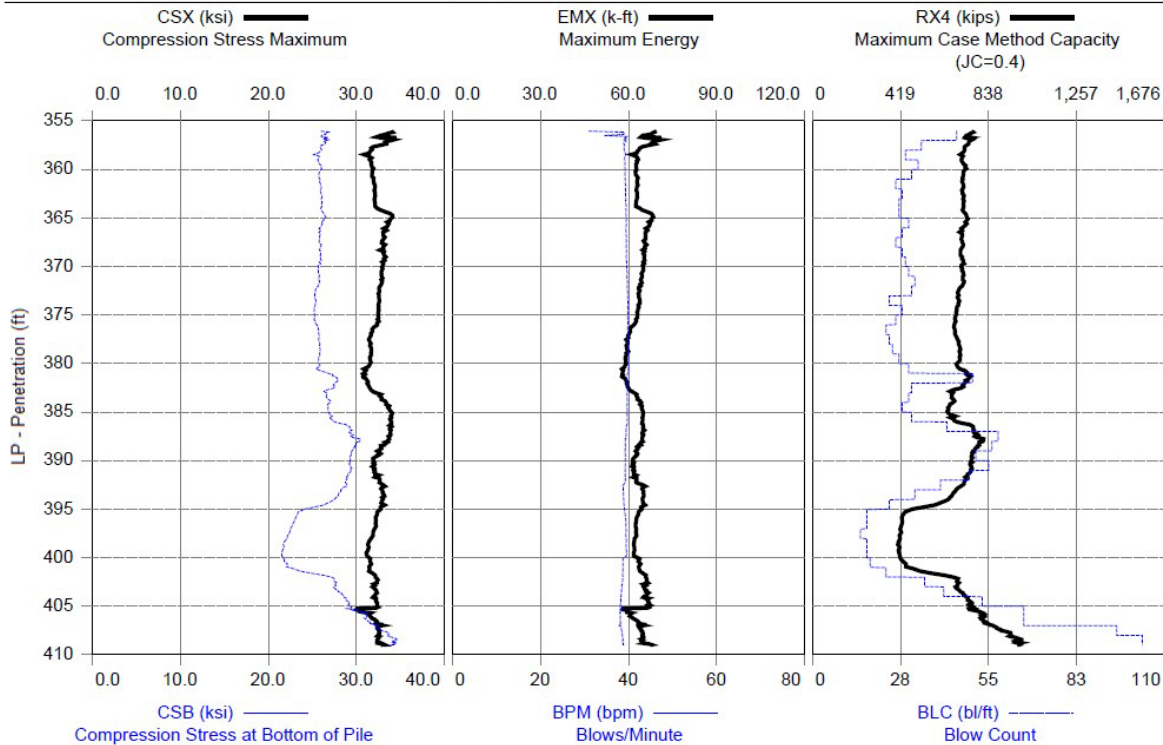 CSX (ksi)
Compression Stress Maximum
EMX (k-ft)
Maximum Energy
RX4 (kips)
Maximum Case Method Capacity
(JC=0.4)
0.0 10.0 20.0 30.0 40.0
0.0 30.0 60.0 90.0 120.0
0 419 838 1,257 1,676
LP - Penetration (ft)
355
360
365
370
375
380
385
390
395
400
405
410
0.0 10.0 20.0 30.0 40.0
0 20 40 60 80
0 28 55 83 110
CSB (ksi)
Compression Stress at Bottom of Pile
BPM (bpm)
Blows/Minute
BLC (bl/ft)
Blow Count